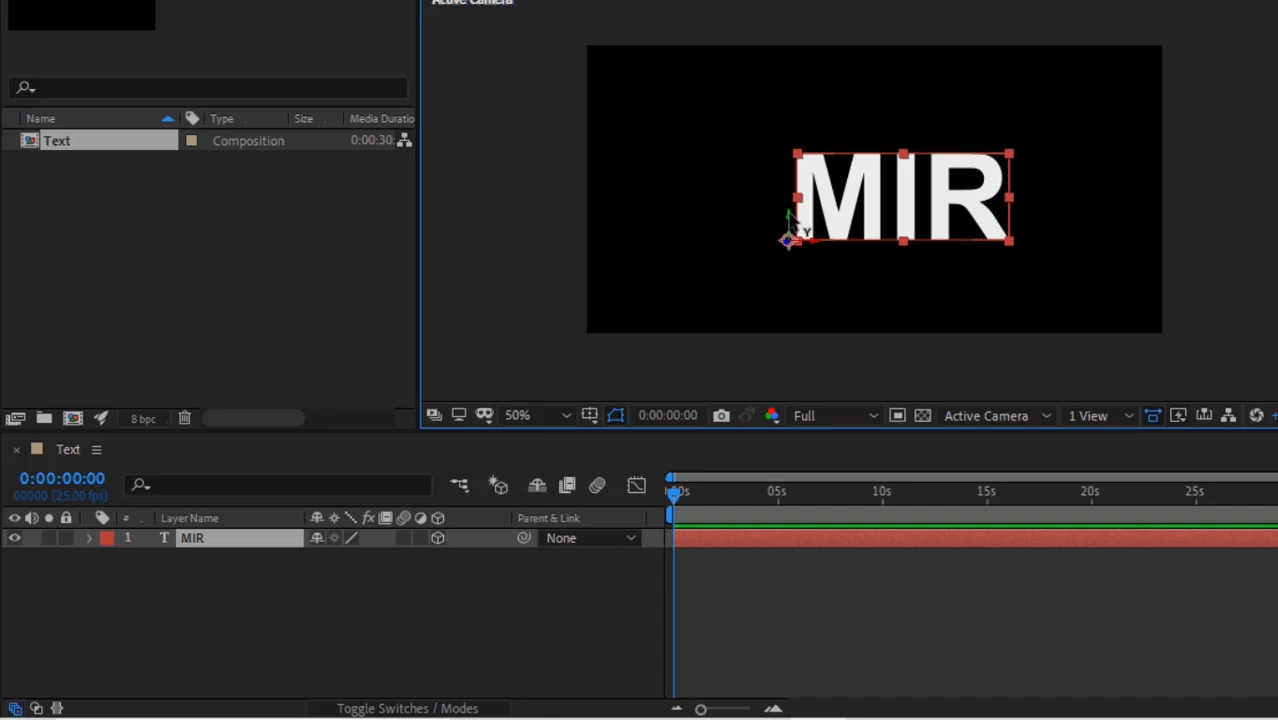 Active Camera
MIR
Y
Name Type Size Media Duratio
Text Composition 0:00:30:
8 bpc
50% 0:00:00:00 Full Active Camera 1 View
Text
0:00:00:00
00000 (25.00 fps)
00s 05s 10s 15s 20s 25s
# Layer Name fx Parent & Link
1 T MIR None
Toggle Switches / Modes